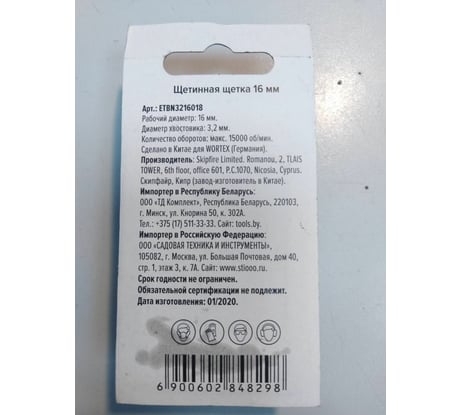 Щетинная щетка 16 мм
Арт.: ETBN3216018
Рабочий диаметр: 16 мм.
Диаметр хвостовика: 3,2 мм.
Количество оборотов: макс. 15000 об/мин.
Сделано в Китае для WORTEX (Германия).
Производитель: Skipfire Limited. Romanou, 2, TLAIS
TOWER, 6th floor, office 601, P.C.1070, Nicosia, Cyprus.
Скипфайр, Кипр (завод-изготовитель в Китае).
Импортер в Республику Беларусь:
ООО «ТД Комплект», Республика Беларусь, 220103,
г. Минск, ул. Кнорина 50, к. 302А.
Тел.: +375 (17) 511-33-33. Сайт: tools.by.
Импортер в Российскую Федерацию:
ООО «САДОВАЯ ТЕХНИКА И ИНСТРУМЕНТЫ»,
105082, г. Москва, ул. Большая Почтовая, дом 40,
стр. 1, этаж 3, к. 7А. Сайт: www.stiooo.ru.
Срок годности не ограничен.
Обязательной сертификации не подлежит.
Дата изготовления: 01/2020.
6 900602 848298